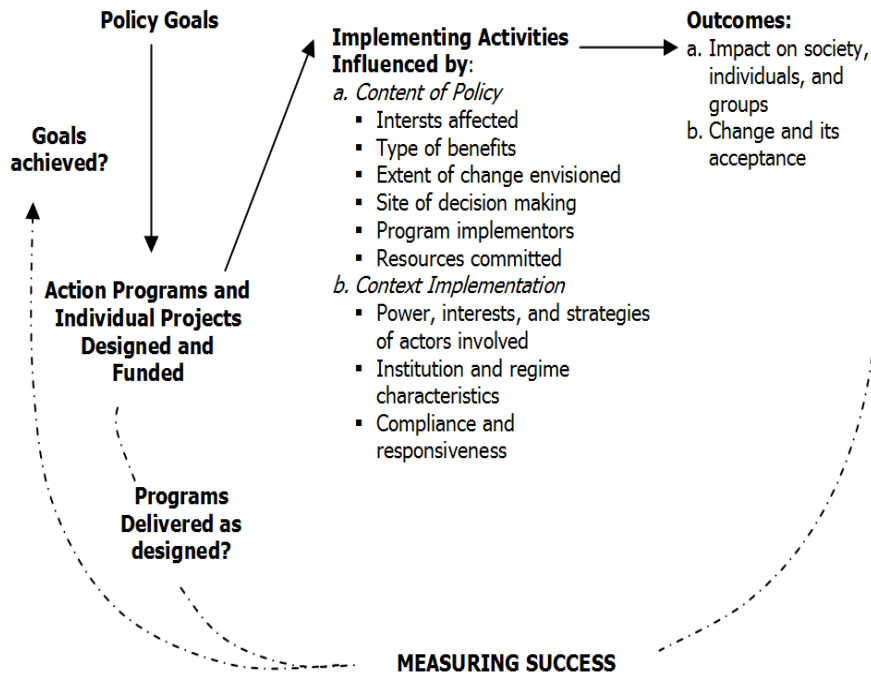 Policy Goals
Goals
achieved?
Action Programs and
Individual Projects
Designed and
Funded
Programs
Delivered as
designed?
Implementing Activities
Influenced by:
a. Content of Policy
▪ Intersts affected
▪ Type of benefits
▪ Extent of change envisioned
▪ Site of decision making
▪ Program implementors
▪ Resources committed
b. Context Implementation
▪ Power, interests, and strategies
of actors involved
▪ Institution and regime
characteristics
▪ Compliance and
responsiveness
Outcomes:
a. Impact on society,
individuals, and
groups
b. Change and its
acceptance
MEASURING SUCCESS